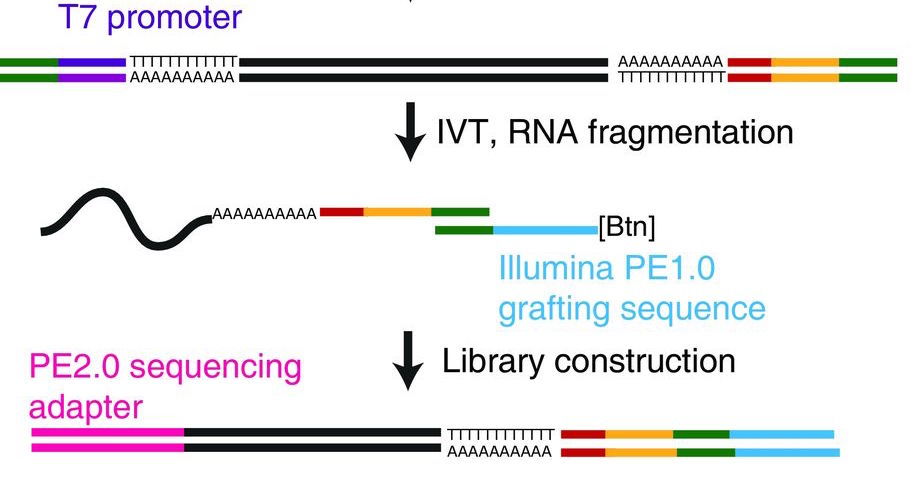 T7 promoter
TTTTTTTTTT AAAAAAAAAA
AAAAAAAAAA TTTTTTTTTT
IVT, RNA fragmentation
AAAAAAAAAA
[Btn]
Illumina PE1.0
grafting sequence
Library construction
PE2.0 sequencing
adapter
TTTTTTTTTT
AAAAAAAAAA